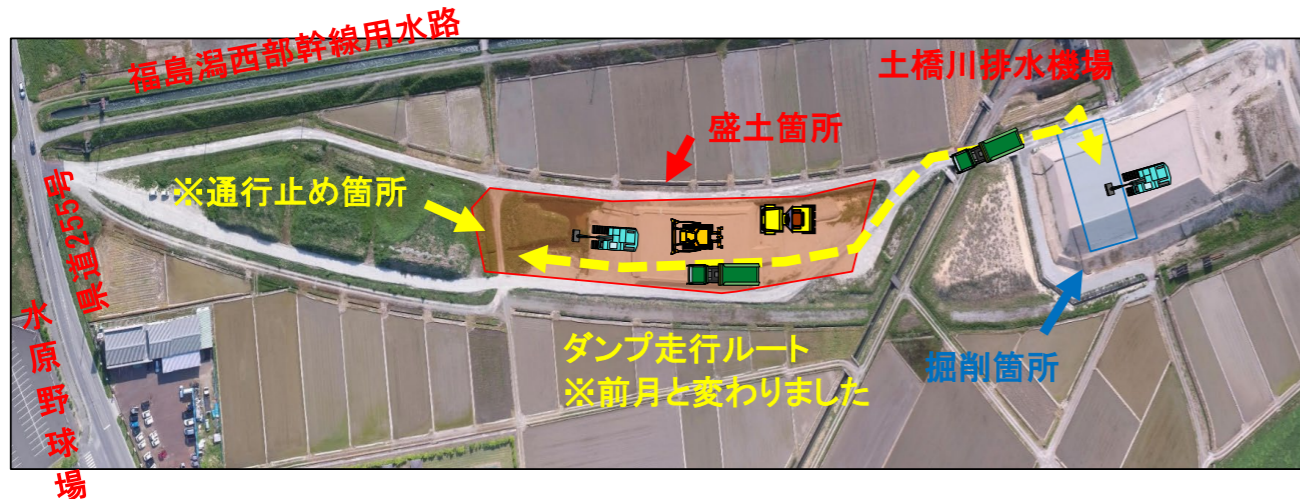 福島潟西部幹線用水路
土橋川排水機場
盛土箇所
※通行止め箇所
県道255号
水原野球場
ダンプ走行ルート
※前月と変わりました
掘削箇所